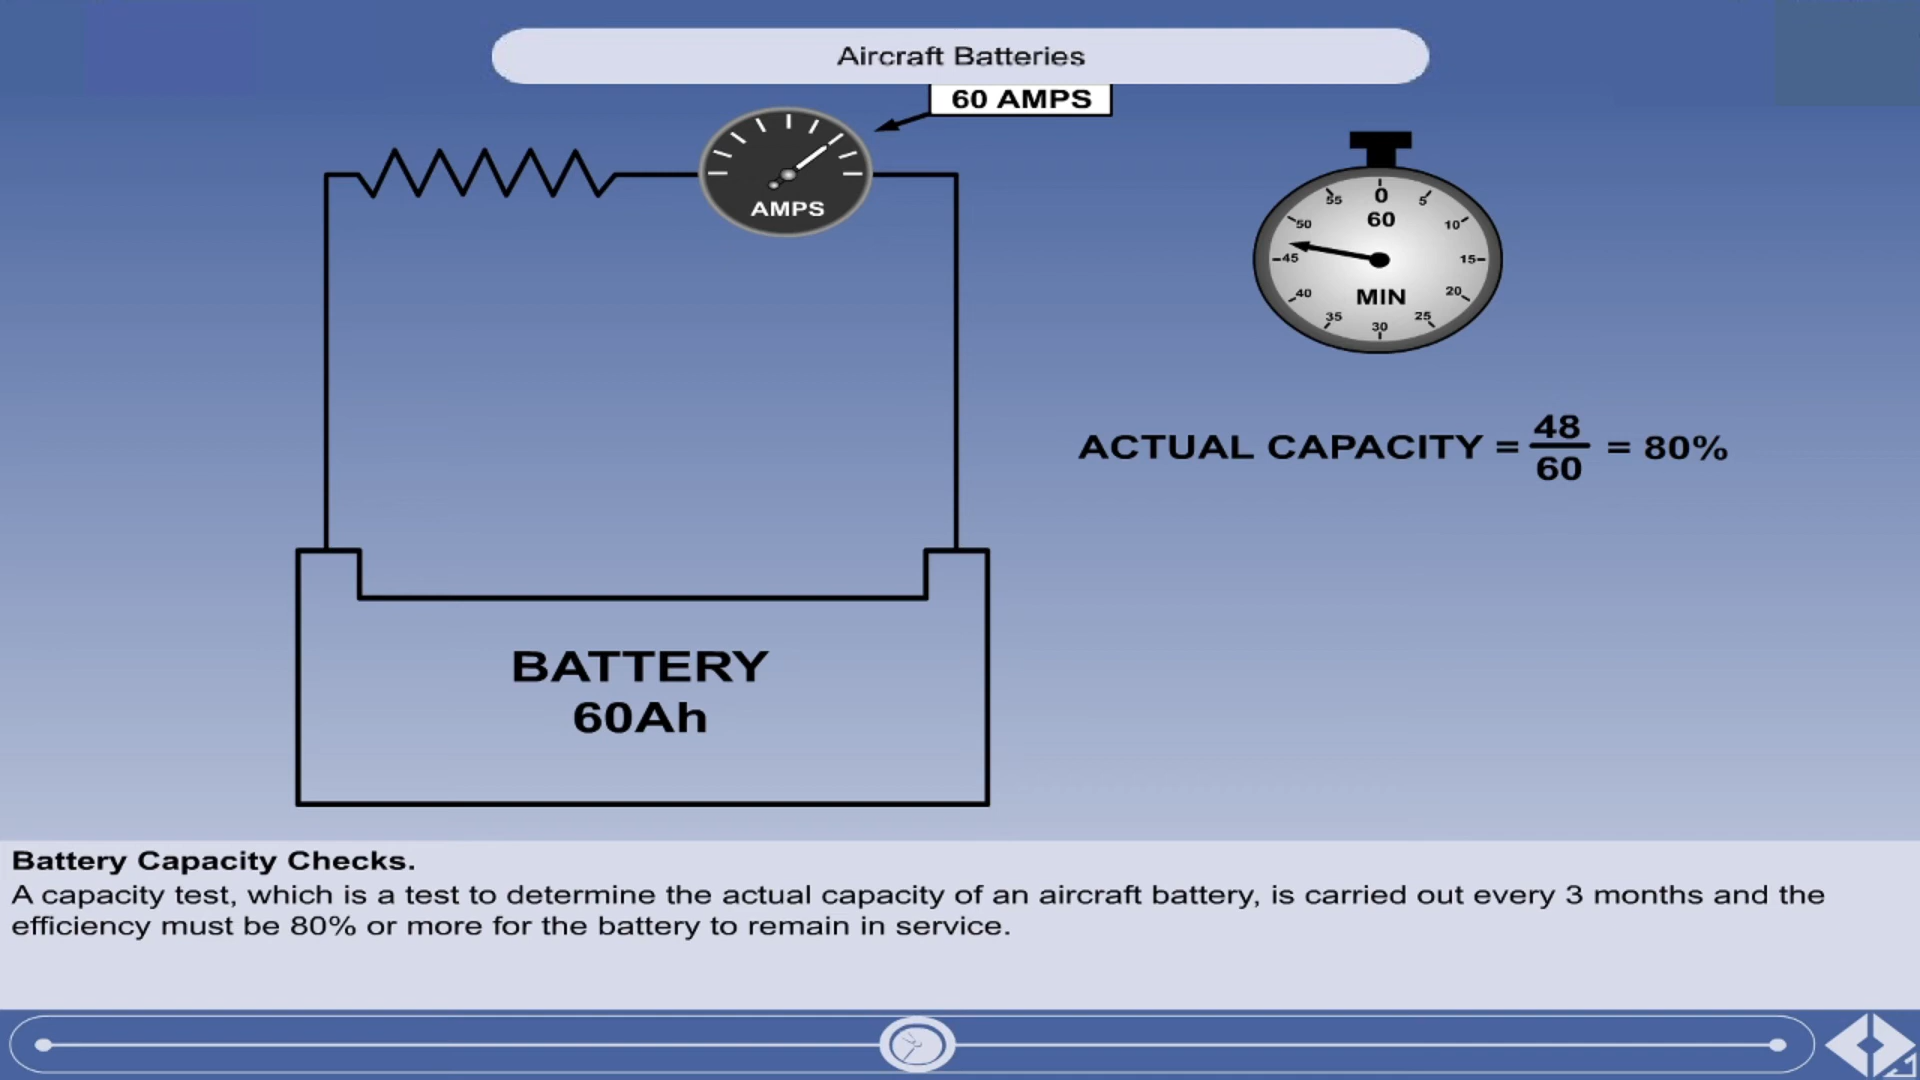 Aircraft Batteries
60 AMPS
AMPS
0
60
5
10
15
20
25
30
35
40
45
50
55
MIN
ACTUAL CAPACITY = 48/60 = 80%
BATTERY
60Ah
Battery Capacity Checks.
A capacity test, which is a test to determine the actual capacity of an aircraft battery, is carried out every 3 months and the
efficiency must be 80% or more for the battery to remain in service.